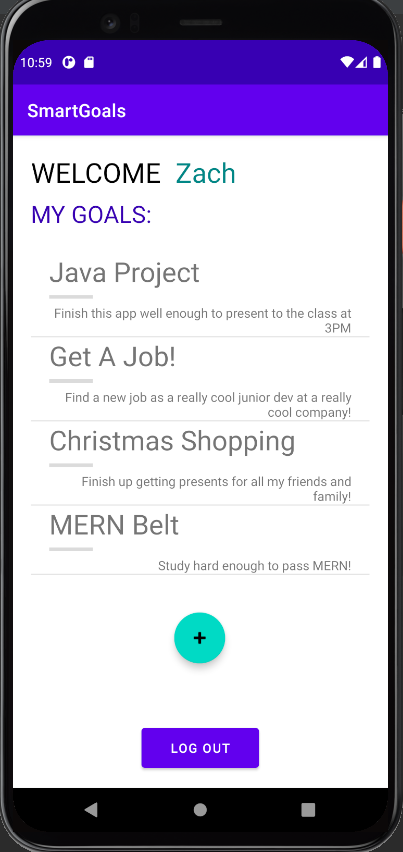 10:59
SmartGoals
WELCOME Zach
MY GOALS:
Java Project
Finish this app well enough to present to the class at
3PM
Get A Job!
Find a new job as a really cool junior dev at a really
cool company!
Christmas Shopping
Finish up getting presents for all my friends and
family!
MERN Belt
Study hard enough to pass MERN!
+
LOG OUT